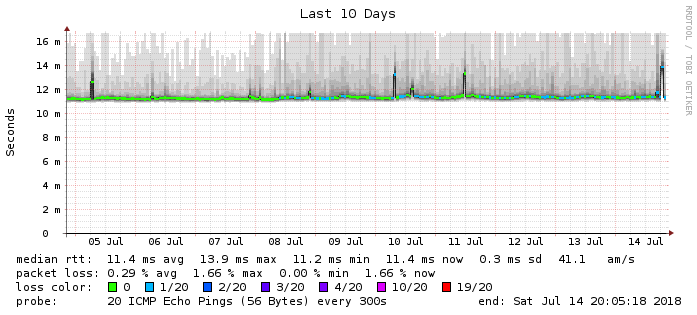 Last 10 Days
RRDTOOL / TOBI OETIKER
Seconds
16 m
14 m
12 m
10 m
8 m
6 m
4 m
2 m
0
05 Jul 06 Jul 07 Jul 08 Jul 09 Jul 10 Jul 11 Jul 12 Jul 13 Jul 14 Jul
median rtt: 11.4 ms avg 13.9 ms max 11.2 ms min 11.4 ms now 0.3 ms sd 41.1 am/s
packet loss: 0.29 % avg 1.66 % max 0.00 % min 1.66 % now
loss color: 0 1/20 2/20 3/20 4/20 10/20 19/20
probe: 20 ICMP Echo Pings (56 Bytes) every 300s end: Sat Jul 14 20:05:18 2018